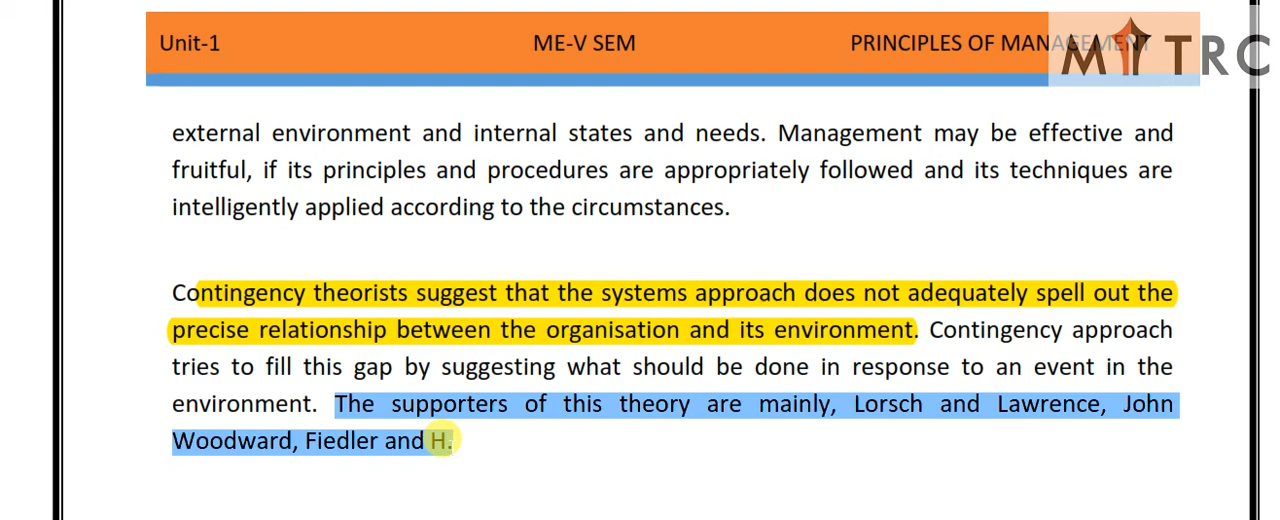 Unit-1 ME-V SEM PRINCIPLES OF MANAGEMENT
MITRC
external environment and internal states and needs. Management may be effective and
fruitful, if its principles and procedures are appropriately followed and its techniques are
intelligently applied according to the circumstances.
Contingency theorists suggest that the systems approach does not adequately spell out the
precise relationship between the organisation and its environment. Contingency approach
tries to fill this gap by suggesting what should be done in response to an event in the
environment. The supporters of this theory are mainly, Lorsch and Lawrence, John
Woodward, Fiedler and H.